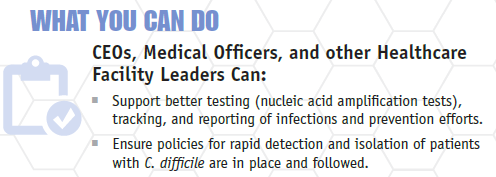 WHAT YOU CAN DO
CEOs, Medical Officers, and other Healthcare
Facility Leaders Can:
▪ Support better testing (nucleic acid amplification tests),
tracking, and reporting of infections and prevention efforts.
▪ Ensure policies for rapid detection and isolation of patients
with C. difficile are in place and followed.